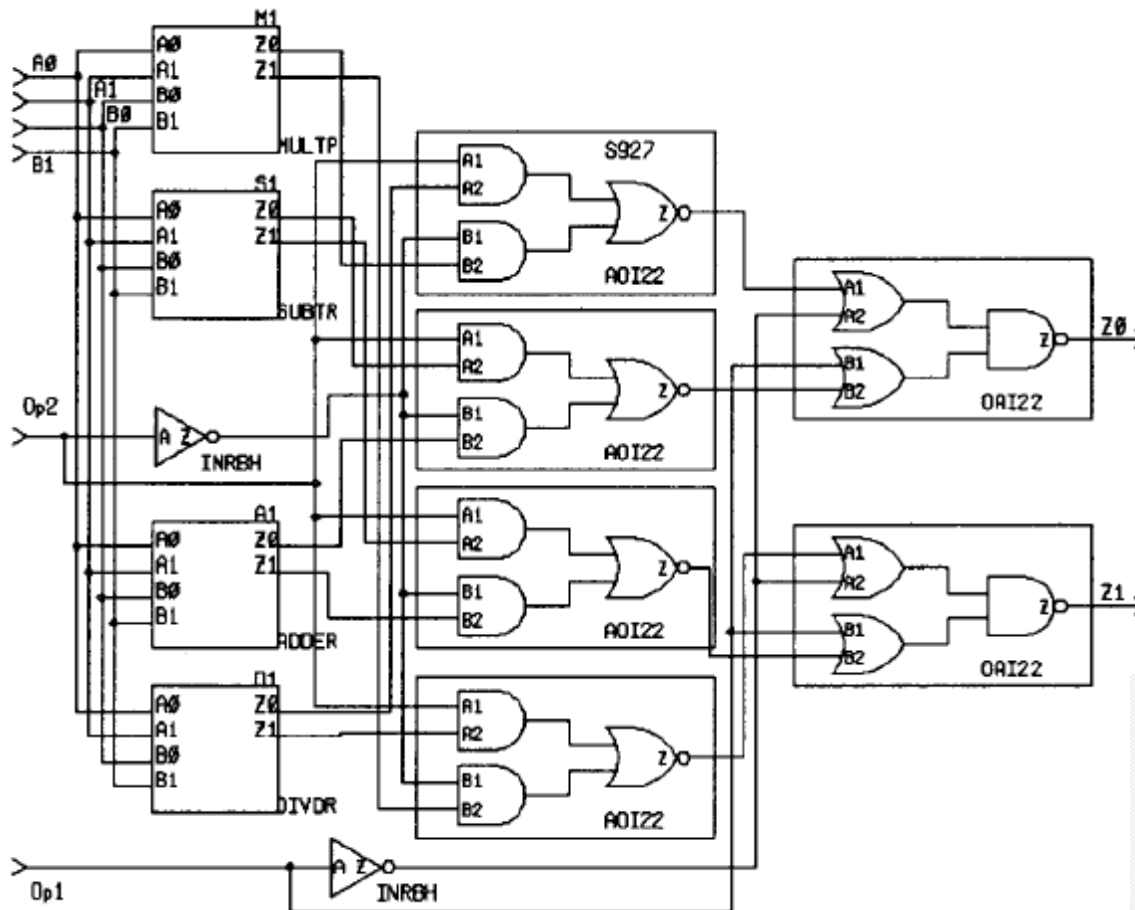 M1
A0 Z0
A1 Z1
B0
B1
MULTP
A0
A1
B0
B1
S1
A0 Z0
A1 Z1
B0
B1
SUBTR
Op2
A Z
INRBH
A1
A0 Z0
A1 Z1
B0
B1
ADDER
D1
A0 Z0
A1 Z1
B0
B1
DIVDR
Op1
A Z
INRBH
S927
A1
A2
B1
B2
Z
AOI22
A1
A2
B1
B2
Z
AOI22
A1
A2
B1
B2
Z
AOI22
A1
A2
B1
B2
Z
AOI22
A1
A2
B1
B2
Z
OAI22
Z0
A1
A2
B1
B2
Z
OAI22
Z1